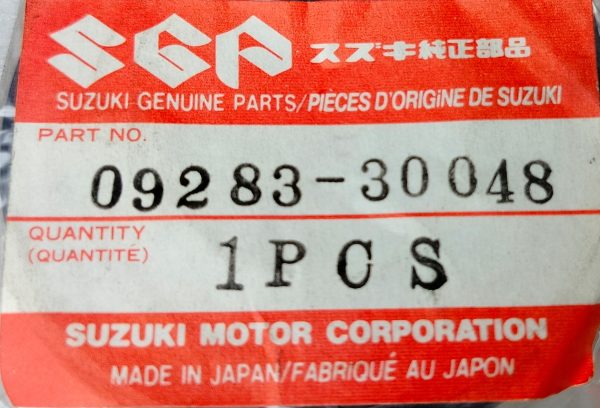 SGP スズキ純正部品
SUZUKI GENUINE PARTS/PIÈCES D'ORIGiNE DE SUZUKI
PART NO.
09283-30048
QUANTITY
(QUANTITÉ)
1PCS
SUZUKI MOTOR CORPORATION
MADE IN JAPAN/FABRiQUÉ AU JAPON